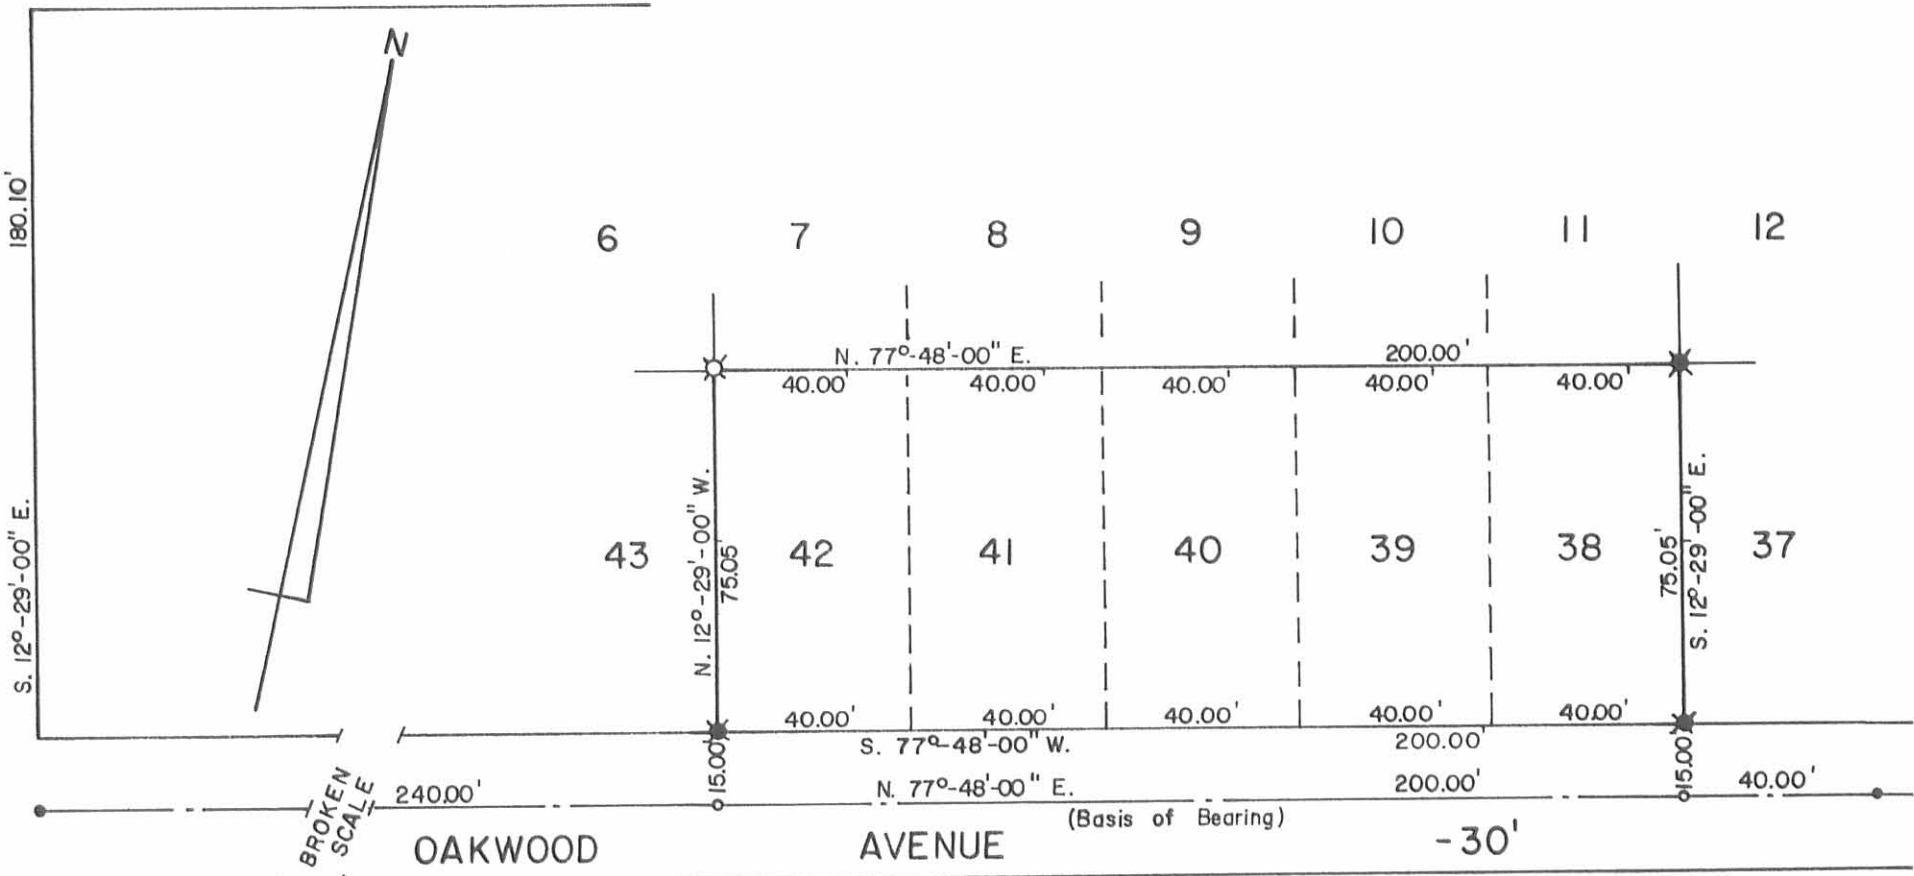 N
180.10'
S. 12°-29'-00" E.
6 7 8 9 10 11 12
N. 77°-48'-00" E. 200.00'
40.00' 40.00' 40.00' 40.00' 40.00'
N. 12°-29'-00" W.
75.05
43 42 41 40 39 38 37
75.05'
S. 12°-29'-00" E.
40.00' 40.00' 40.00' 40.00' 40.00'
S. 77°-48'-00" W. 200.00'
15.00' 15.00'
240.00' N. 77°-48'-00" E. 200.00' 40.00'
(Basis of Bearing)
BROKEN
SCALE
OAKWOOD AVENUE -30'